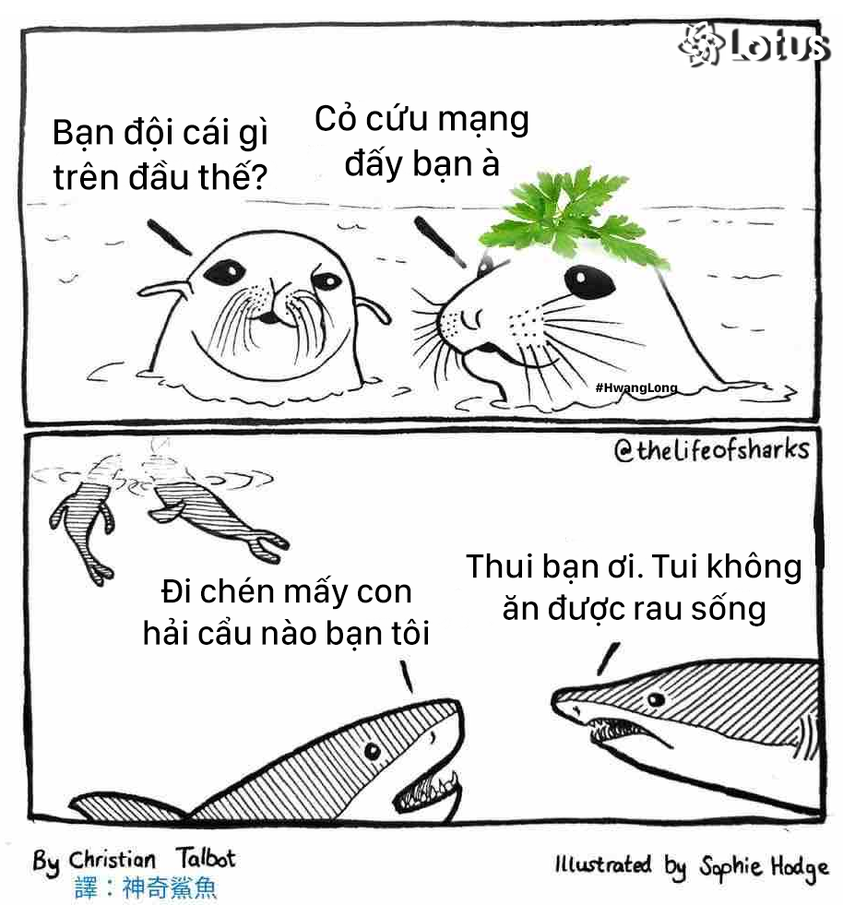 Lotus
Bạn đội cái gì
trên đầu thế?
Cỏ cứu mạng
đấy bạn à
#HwangLong
@thelifeofsharks
Đi chén mấy con
hải cẩu nào bạn tôi
Thui bạn ơi. Tui không
ăn được rau sống
By Christian Talbot
譯：神奇鯊魚
Illustrated by Sophie Hodge